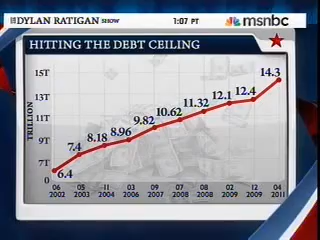 THE DYLAN RATIGAN SHOW
1:07 PT
msnbc
HITTING THE DEBT CEILING
TRILLION
15T
13T
11T
9T
7T
6.4
7.4
8.18
8.96
9.82
10.62
11.32
12.1
12.4
14.3
06 2002
05 2003
11 2004
03 2006
09 2007
07 2008
08 2008
02 2009
12 2009
04 2011